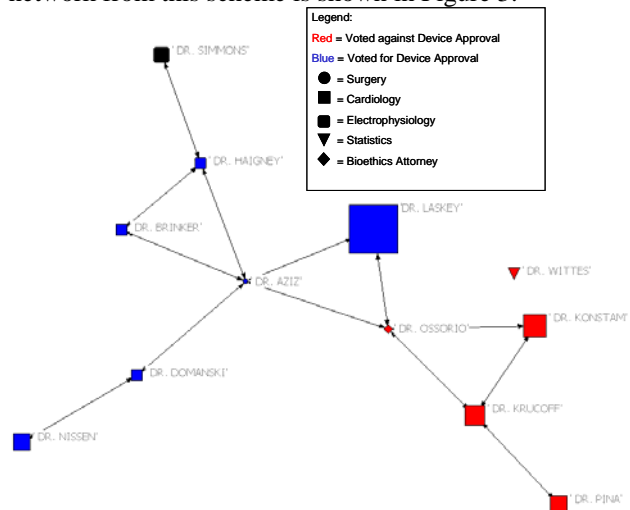 network from this scheme is shown in Figure 3.
Legend:
Red = Voted against Device Approval
Blue = Voted for Device Approval
= Surgery
= Cardiology
= Electrophysiology
= Statistics
= Bioethics Attorney
'DR. SIMMONS'
'DR. HAIGNEY'
'DR. LASKEY'
'DR. BRINKER'
'DR. WITTES'
'DR. AZIZ'
'DR. KONSTAM'
'DR. OSSORIO'
'DR. DOMANSKI'
'DR. KRUCOFF'
'DR. NISSEN'
'DR. PINA'